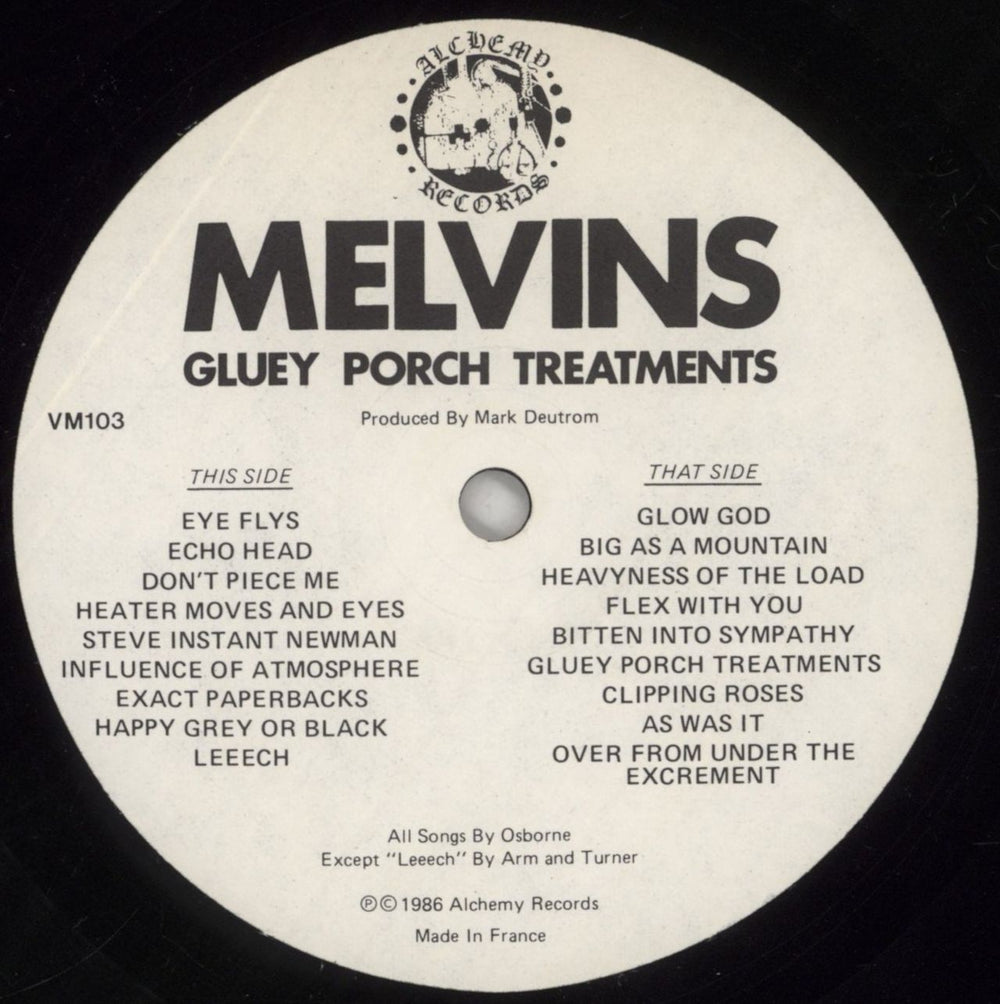 ALCHEMY
RECORDS
MELVINS
GLUEY PORCH TREATMENTS
VM103
Produced By Mark Deutrom
THIS SIDE
EYE FLYS
ECHO HEAD
DON'T PIECE ME
HEATER MOVES AND EYES
STEVE INSTANT NEWMAN
INFLUENCE OF ATMOSPHERE
EXACT PAPERBACKS
HAPPY GREY OR BLACK
LEEECH
THAT SIDE
GLOW GOD
BIG AS A MOUNTAIN
HEAVYNESS OF THE LOAD
FLEX WITH YOU
BITTEN INTO SYMPATHY
GLUEY PORCH TREATMENTS
CLIPPING ROSES
AS WAS IT
OVER FROM UNDER THE
EXCREMENT
All Songs By Osborne
Except "Leeech" By Arm and Turner
℗©1986 Alchemy Records
Made In France